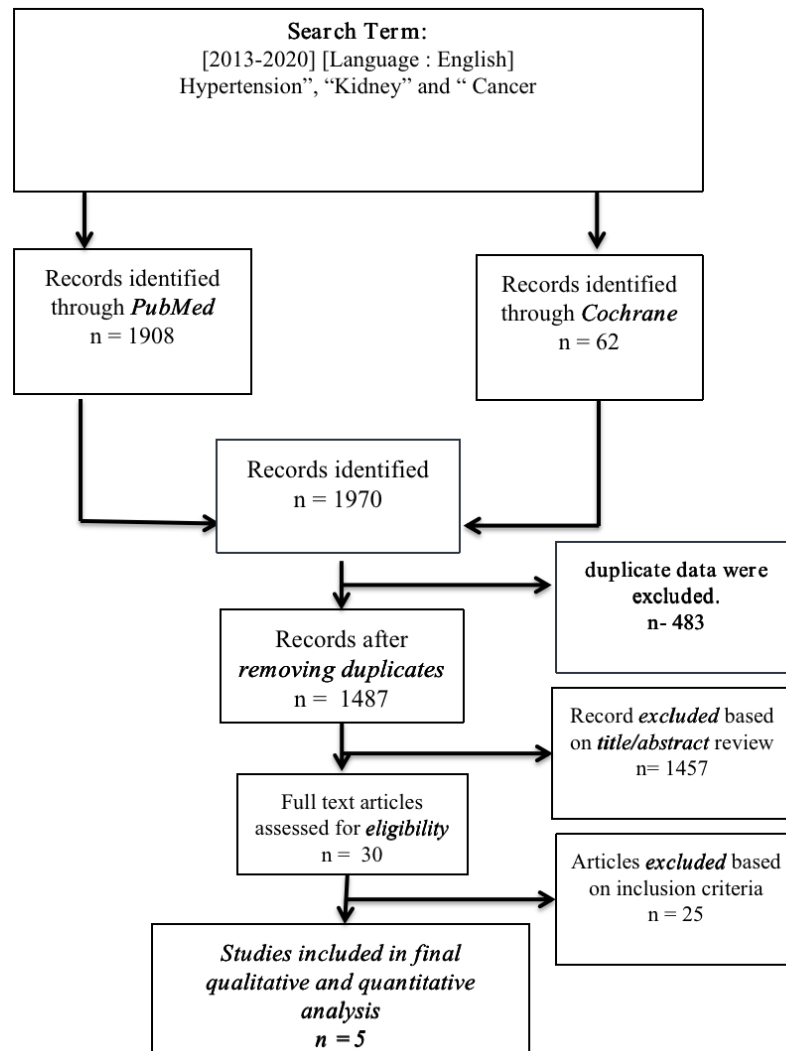 Search Term:
[2013-2020] [Language : English]
Hypertension”, “Kidney” and “ Cancer
Records identified
through PubMed
n = 1908
Records identified
through Cochrane
n = 62
Records identified
n = 1970
duplicate data were
excluded.
n- 483
Records after
removing duplicates
n =  1487
Record excluded based
on title/abstract review
n= 1457
Full text articles
assessed for eligibility
n =  30
Articles excluded based
on inclusion criteria
n = 25
Studies included in final
qualitative and quantitative
analysis
n = 5